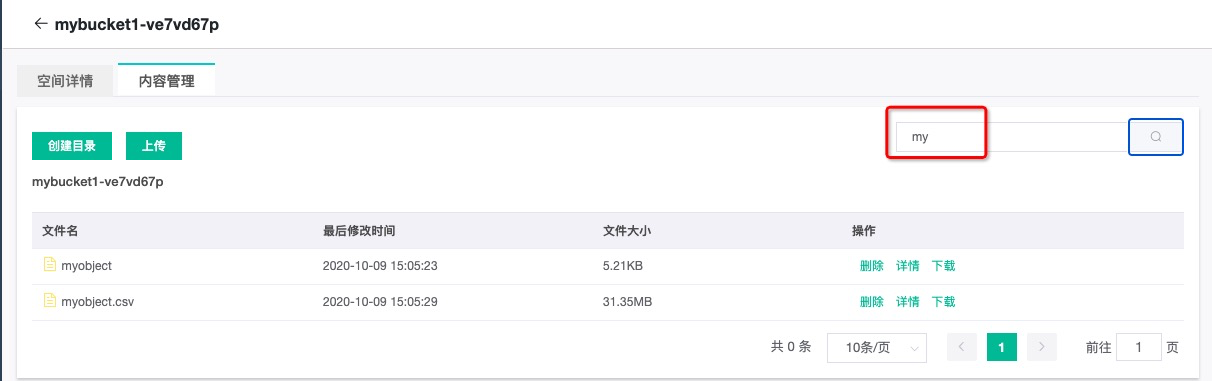 mybucket1-ve7vd67p
空间详情 内容管理
创建目录 上传 my
mybucket1-ve7vd67p
文件名 最后修改时间 文件大小 操作
myobject 2020-10-09 15:05:23 5.21KB 删除 详情 下载
myobject.csv 2020-10-09 15:05:29 31.35MB 删除 详情 下载
共 0 条 10条/页 1 前往 1 页